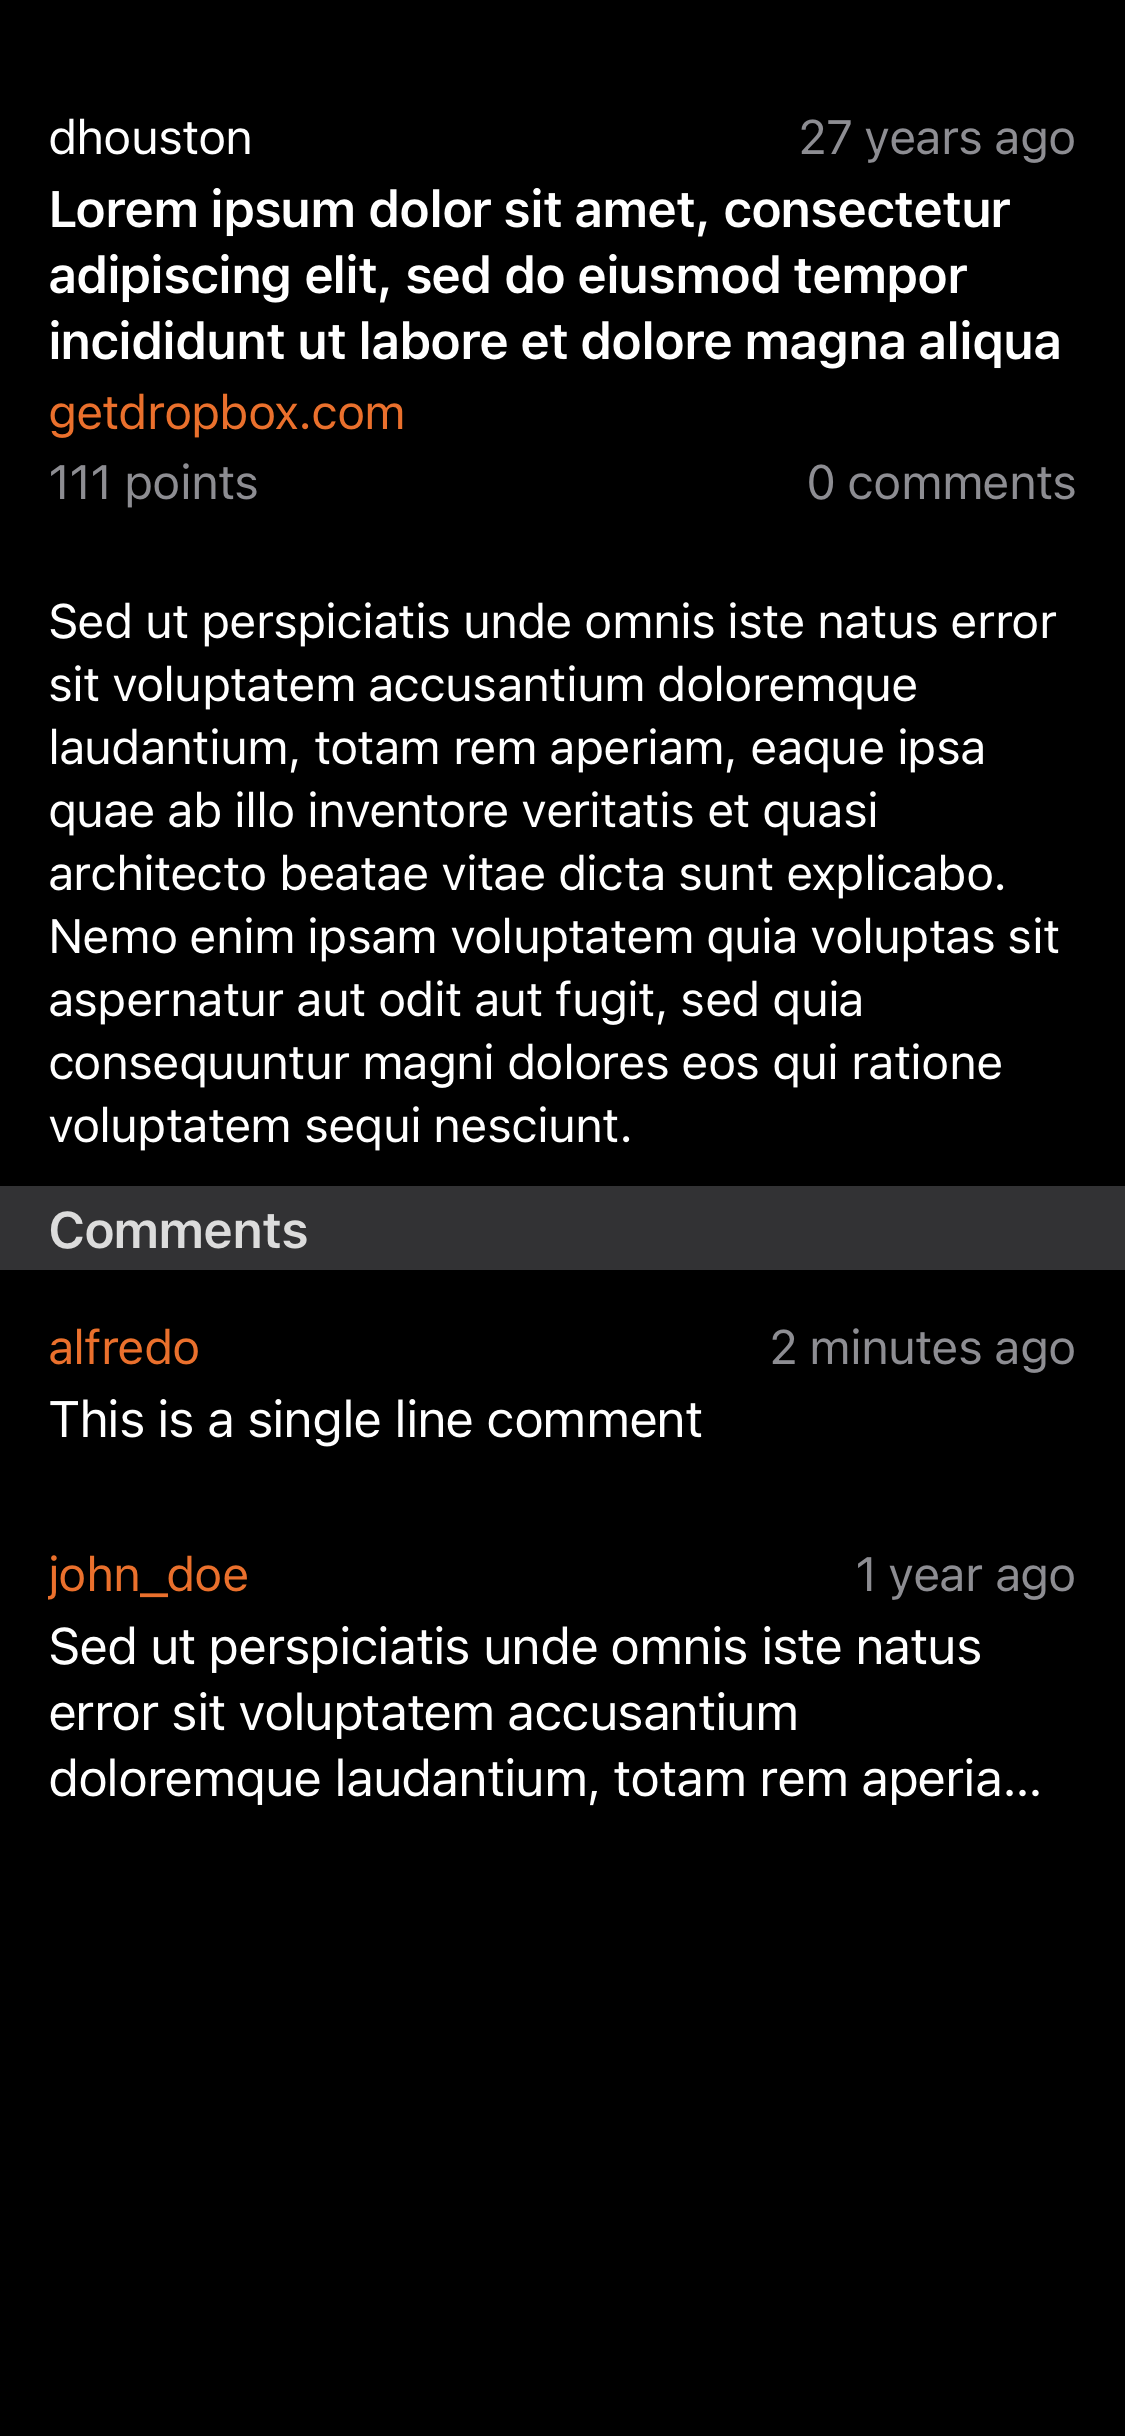 dhouston 27 years ago
Lorem ipsum dolor sit amet, consectetur
adipiscing elit, sed do eiusmod tempor
incididunt ut labore et dolore magna aliqua
getdropbox.com
111 points 0 comments
Sed ut perspiciatis unde omnis iste natus error
sit voluptatem accusantium doloremque
laudantium, totam rem aperiam, eaque ipsa
quae ab illo inventore veritatis et quasi
architecto beatae vitae dicta sunt explicabo.
Nemo enim ipsam voluptatem quia voluptas sit
aspernatur aut odit aut fugit, sed quia
consequuntur magni dolores eos qui ratione
voluptatem sequi nesciunt.
Comments
alfredo 2 minutes ago
This is a single line comment
john_doe 1 year ago
Sed ut perspiciatis unde omnis iste natus
error sit voluptatem accusantium
doloremque laudantium, totam rem aperia...